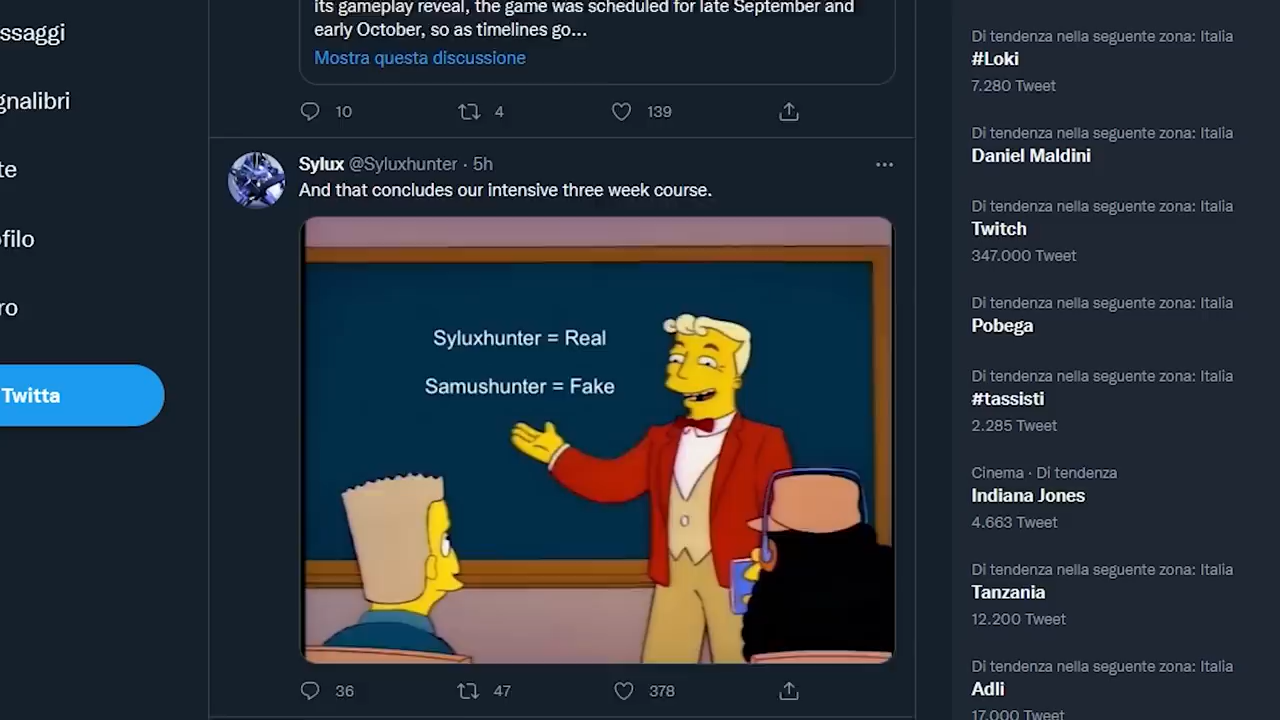 ssaggi
gnalibri
te
ofilo
ro
Twitta
its gameplay reveal, the game was scheduled for late September and
early October, so as timelines go...
Mostra questa discussione
10 4 139
Sylux @Syluxhunter · 5h
And that concludes our intensive three week course.
Syluxhunter = Real
Samushunter = Fake
36 47 378
Di tendenza nella seguente zona: Italia
#Loki
7.280 Tweet
Di tendenza nella seguente zona: Italia
Daniel Maldini
Di tendenza nella seguente zona: Italia
Twitch
347.000 Tweet
Di tendenza nella seguente zona: Italia
Pobega
Di tendenza nella seguente zona: Italia
#tassisti
2.285 Tweet
Cinema · Di tendenza
Indiana Jones
4.663 Tweet
Di tendenza nella seguente zona: Italia
Tanzania
12.200 Tweet
Di tendenza nella seguente zona: Italia
Adli
17.000 Tweet